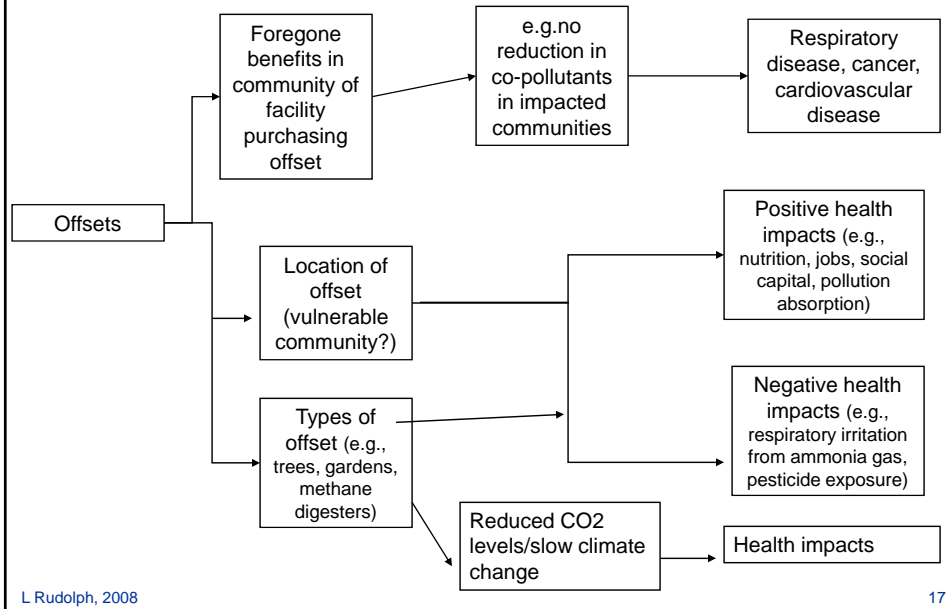 Foregone
benefits in
community of
facility
purchasing
offset
e.g.no
reduction in
co-pollutants
in impacted
communities
Respiratory
disease, cancer,
cardiovascular
disease
Offsets
Location of
offset
(vulnerable
community?)
Positive health
impacts (e.g.,
nutrition, jobs, social
capital, pollution
absorption)
Types of
offset (e.g.,
trees, gardens,
methane
digesters)
Negative health
impacts (e.g.,
respiratory irritation
from ammonia gas,
pesticide exposure)
Reduced CO2
levels/slow climate
change
Health impacts
L Rudolph, 2008
17